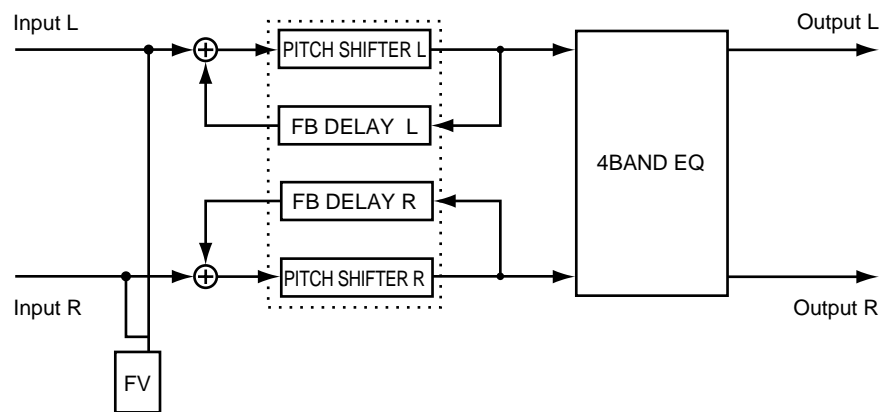 Input L
Output L
PITCH SHIFTER L
FB DELAY L
4BAND EQ
FB DELAY R
PITCH SHIFTER R
Input R
Output R
FV